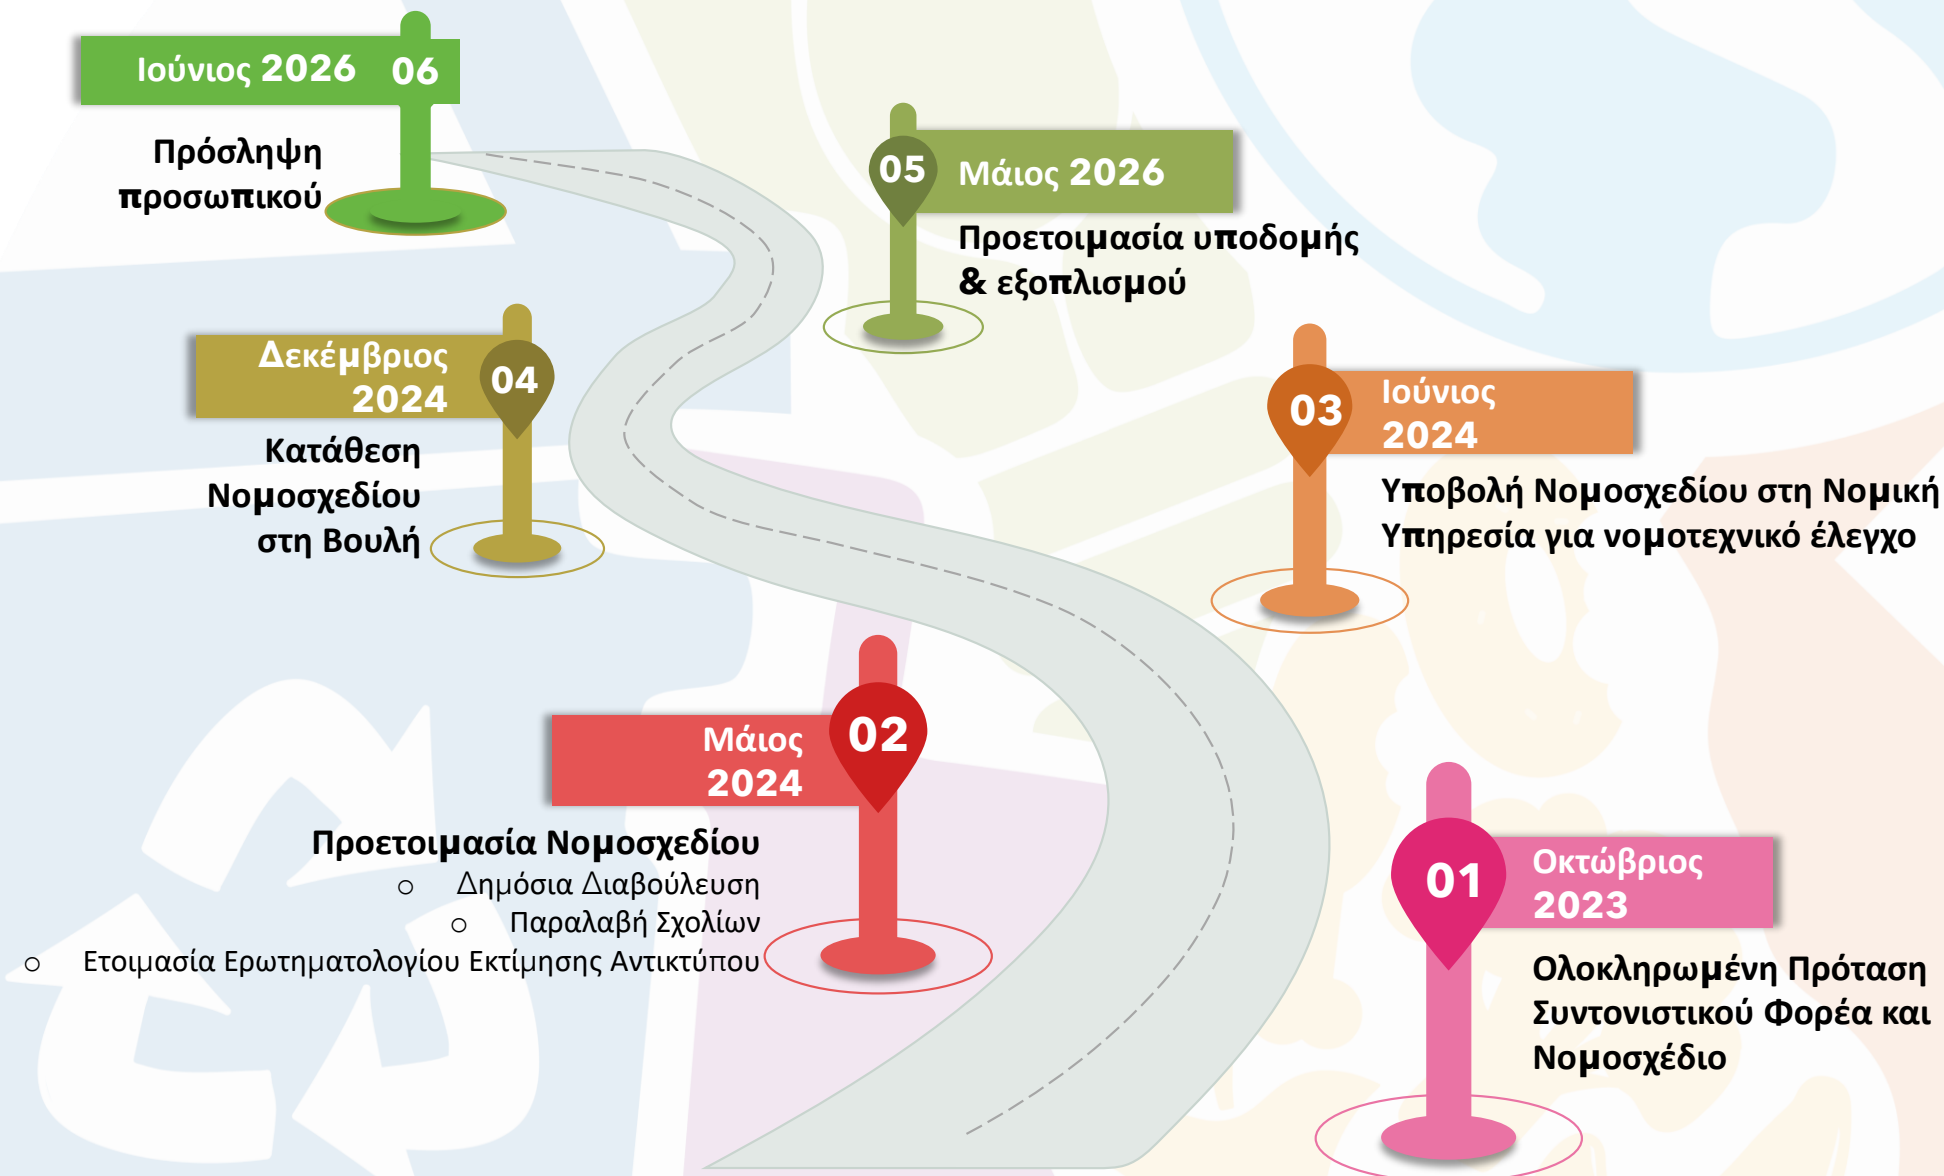 Ιούνιος 2026 06
Πρόσληψη
προσωπικού
05 Μάιος 2026
Προετοιμασία υποδομής
& εξοπλισμού
Δεκέμβριος
2024
04
Κατάθεση
Νομοσχεδίου
στη Βουλή
03
Ιούνιος
2024
Υποβολή Νομοσχεδίου στη Νομική
Υπηρεσία για νομοτεχνικό έλεγχο
Μάιος
2024
02
Προετοιμασία Νομοσχεδίου
o Δημόσια Διαβούλευση
o Παραλαβή Σχολίων
o Ετοιμασία Ερωτηματολογίου Εκτίμησης Αντικτύπου
01
Οκτώβριος
2023
Ολοκληρωμένη Πρόταση
Συντονιστικού Φορέα και
Νομοσχέδιο